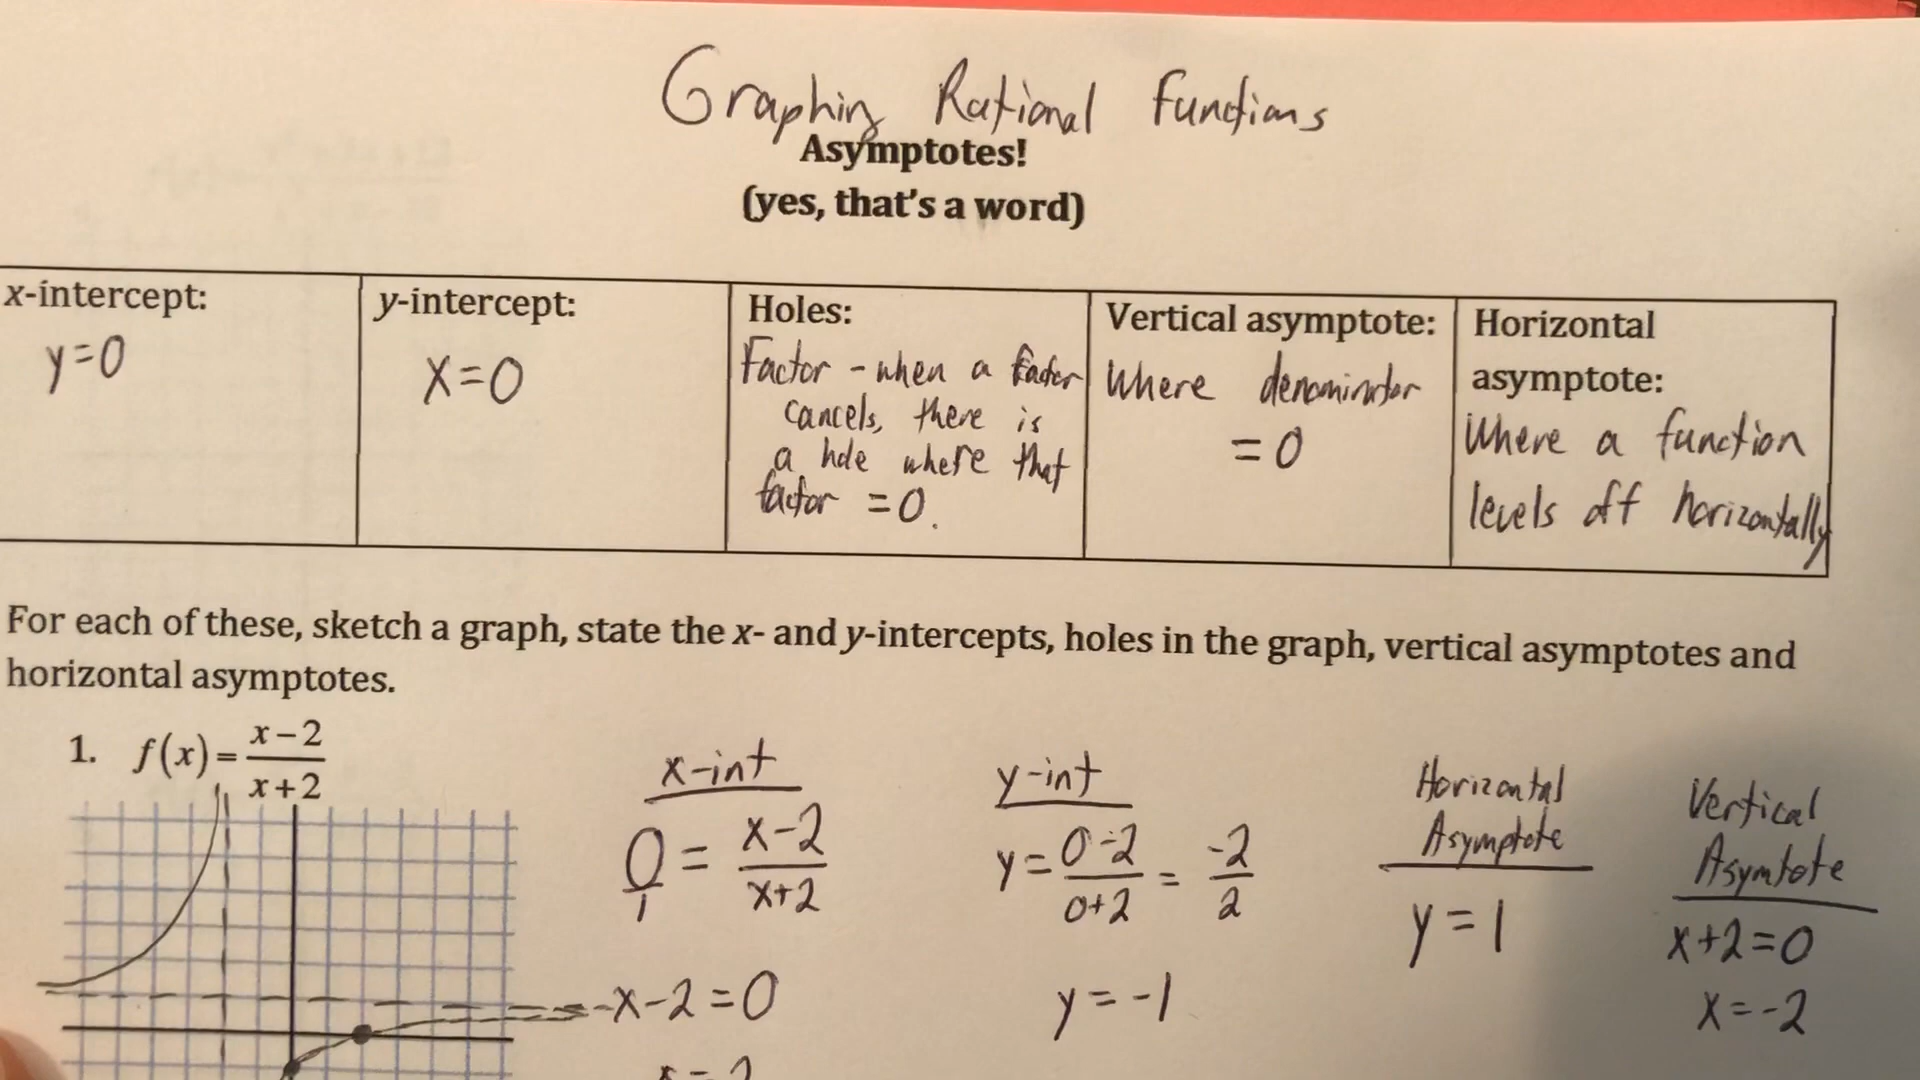 Graphing Rational Functions
Asymptotes!
(yes, that's a word)
x-intercept:
y=0
y-intercept:
x=0
Holes:
Factor - when a factor
cancels, there is
a hole where that
factor =0.
Vertical asymptote:
Where denominator
=0
Horizontal
asymptote:
Where a function
levels off horizontally
For each of these, sketch a graph, state the x- and y-intercepts, holes in the graph, vertical asymptotes and
horizontal asymptotes.
1. f(x)= x-2 / x+2
x-int
0/1 = x-2 / x+2
x-2=0
y-int
y= 0-2 / 0+2 = -2 / 2
y=-1
Horizontal
Asymptote
y=1
Vertical
Asymtote
x+2=0
x=-2